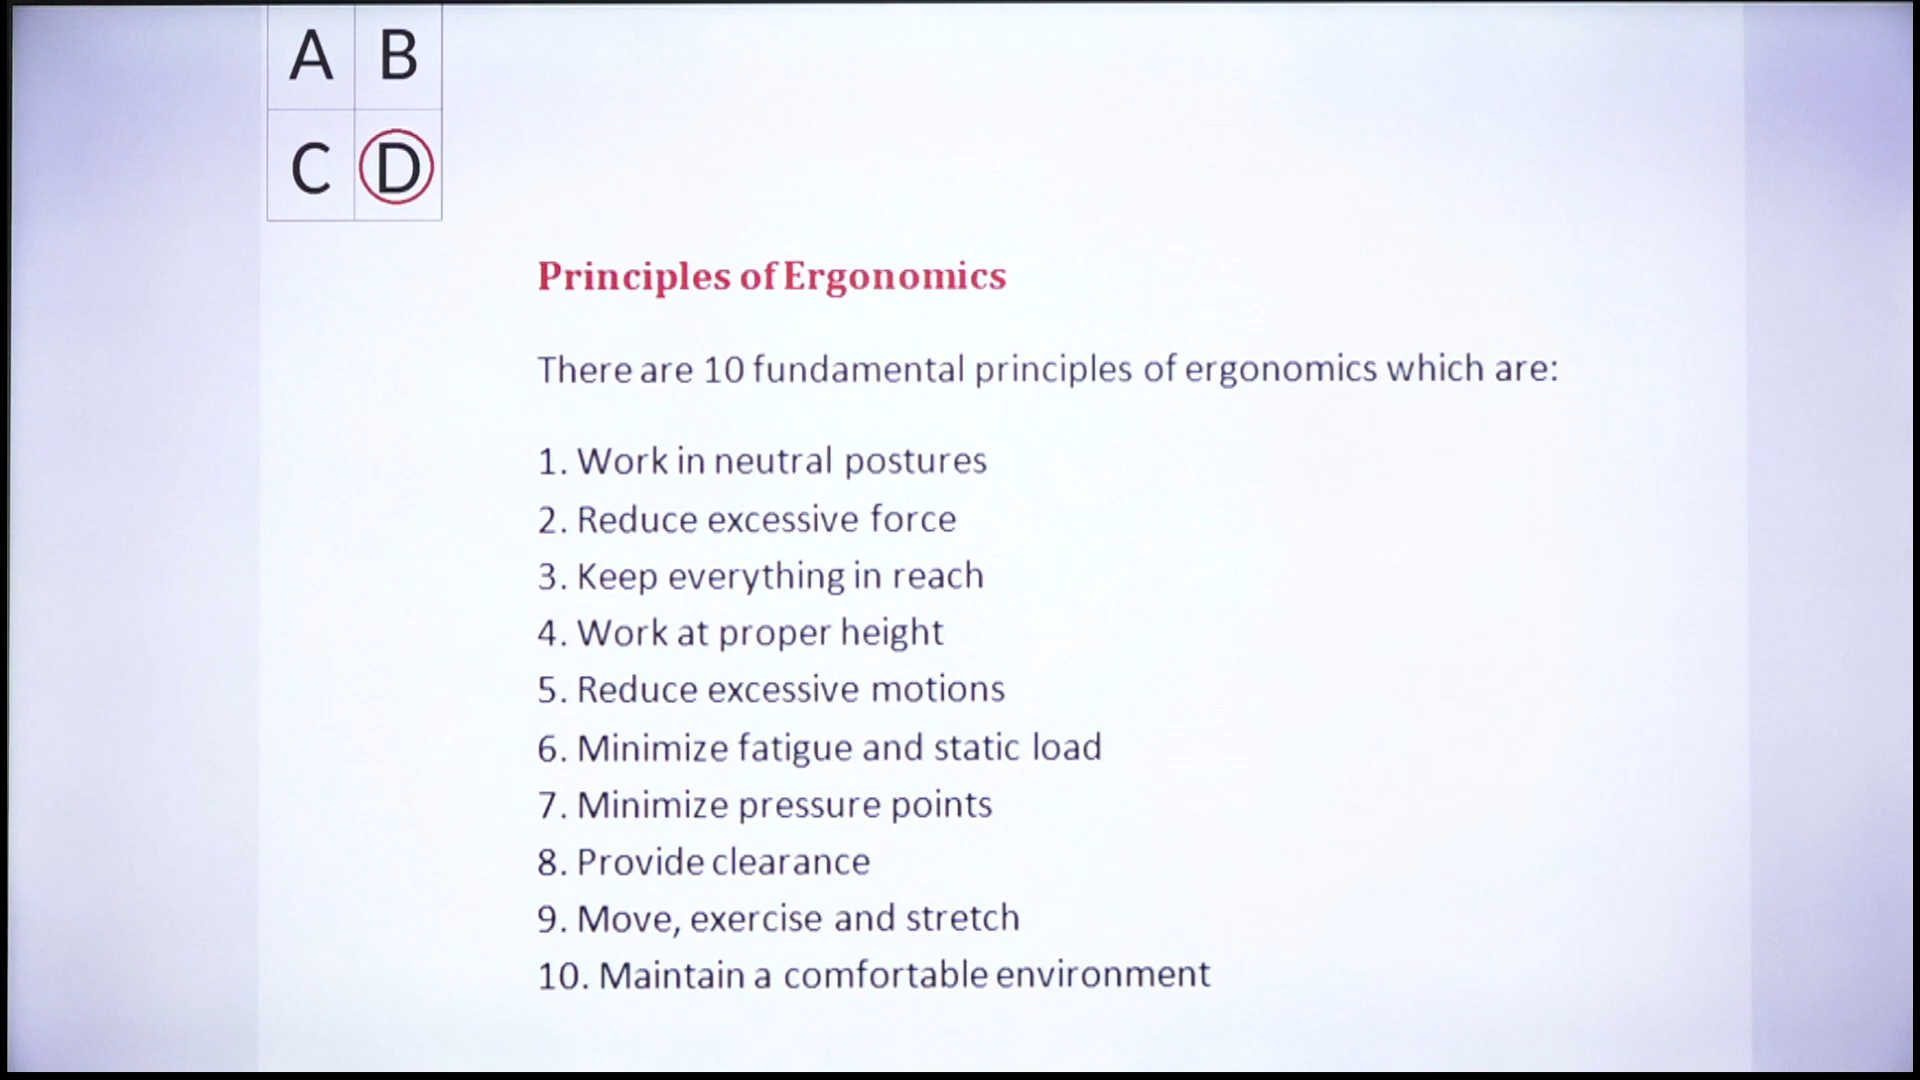 A B
C D
Principles of Ergonomics
There are 10 fundamental principles of ergonomics which are:
1. Work in neutral postures
2. Reduce excessive force
3. Keep everything in reach
4. Work at proper height
5. Reduce excessive motions
6. Minimize fatigue and static load
7. Minimize pressure points
8. Provide clearance
9. Move, exercise and stretch
10. Maintain a comfortable environment